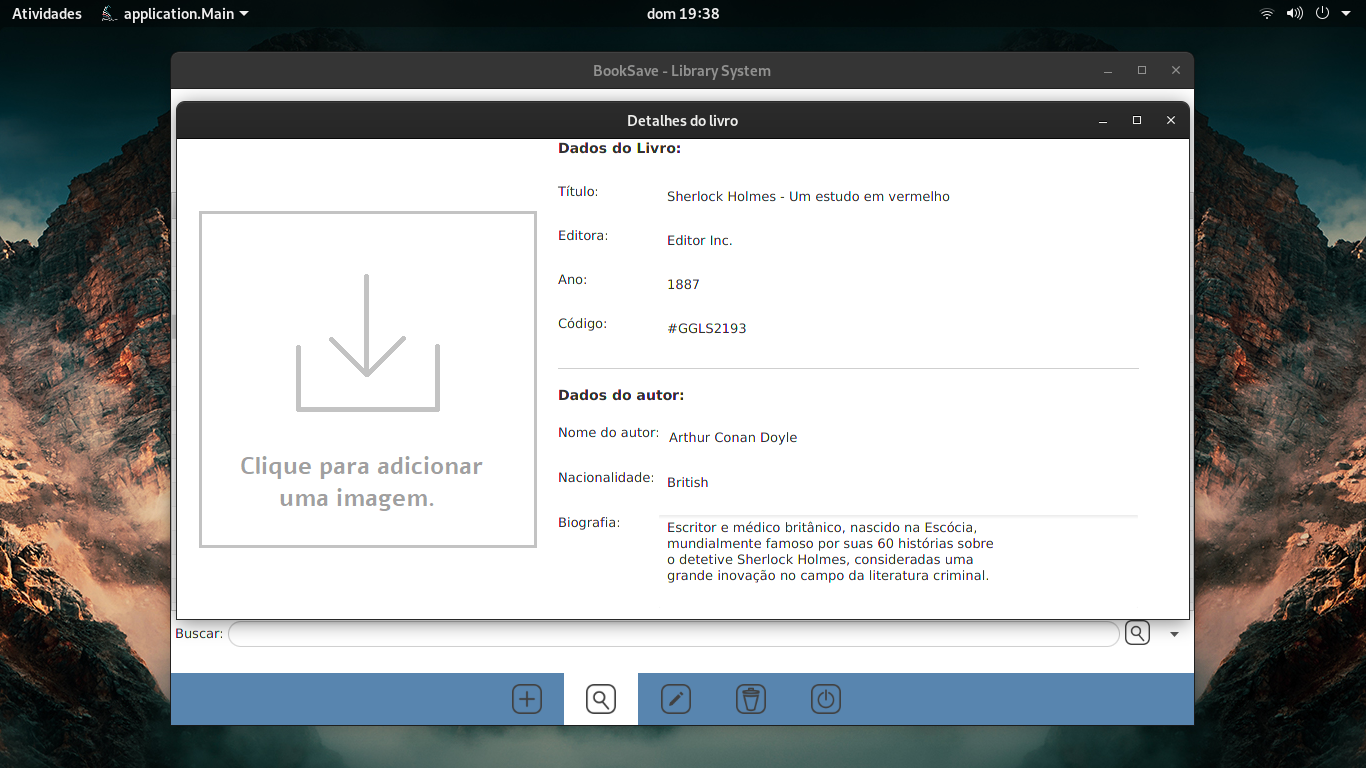 Atividades
application.Main
dom 19:38
BookSave - Library System
Detalhes do livro
Clique para adicionar
uma imagem.
Dados do Livro:
Título: Sherlock Holmes - Um estudo em vermelho
Editora: Editor Inc.
Ano: 1887
Código: #GGLS2193
Dados do autor:
Nome do autor: Arthur Conan Doyle
Nacionalidade: British
Biografia: Escritor e médico britânico, nascido na Escócia,
mundialmente famoso por suas 60 histórias sobre
o detetive Sherlock Holmes, consideradas uma
grande inovação no campo da literatura criminal.
Buscar: